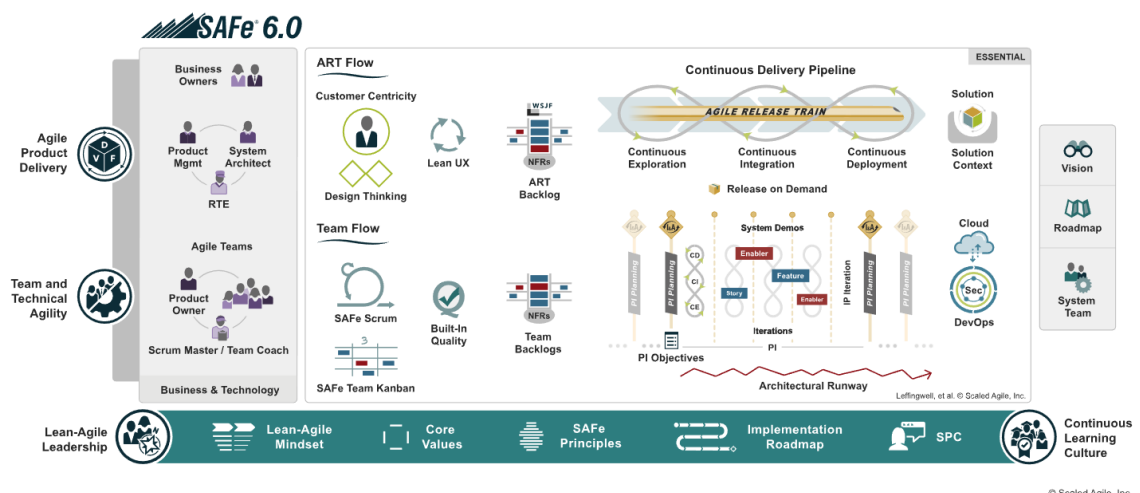 SAFe® 6.0
ESSENTIAL
Business
Owners
Product
Mgmt
System
Architect
RTE
Agile Teams
Product
Owner
Scrum Master / Team Coach
Business & Technology
Agile
Product
Delivery
D
V
F
Team and
Technical
Agility
ART Flow
Customer Centricity
Design Thinking
Lean UX
WSJF
NFRs
ART
Backlog
Continuous Delivery Pipeline
AGILE RELEASE TRAIN
Continuous
Exploration
Continuous
Integration
Continuous
Deployment
Release on Demand
Solution
Solution
Context
Team Flow
SAFe Scrum
3
SAFe Team Kanban
Built-In
Quality
NFRs
Team
Backlogs
System Demos
PI Planning
PI Planning
CD
CI
CE
Enabler
Feature
Story
Enabler
IP Iteration
PI Planning
PI Planning
Iterations
PI Objectives
PI
Architectural Runway
Cloud
Sec
DevOps
Leffingwell, et al. © Scaled Agile, Inc.
Vision
Roadmap
System
Team
Lean-Agile
Leadership
Lean-Agile
Mindset
Core
Values
SAFe
Principles
Implementation
Roadmap
SPC
Continuous
Learning
Culture
© Scaled Agile, Inc.